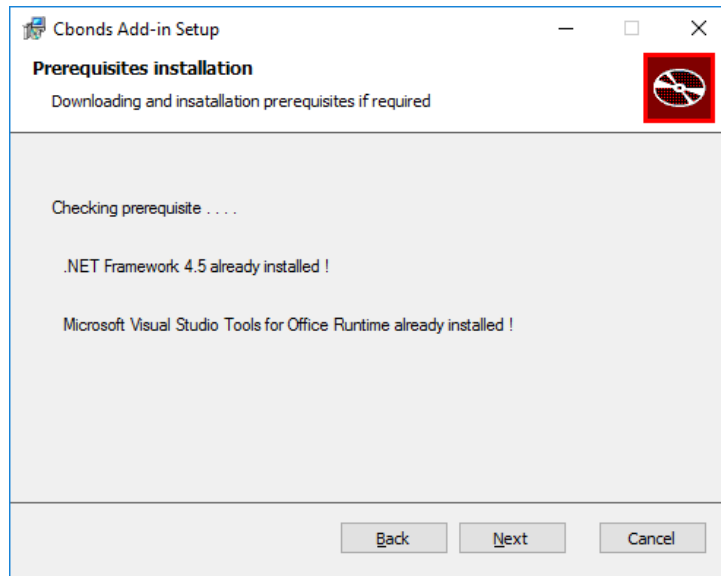 Cbonds Add-in Setup
Prerequisites installation
Downloading and insatallation prerequisites if required
Checking prerequisite . . . .
.NET Framework 4.5 already installed !
Microsoft Visual Studio Tools for Office Runtime already installed !
Back Next Cancel